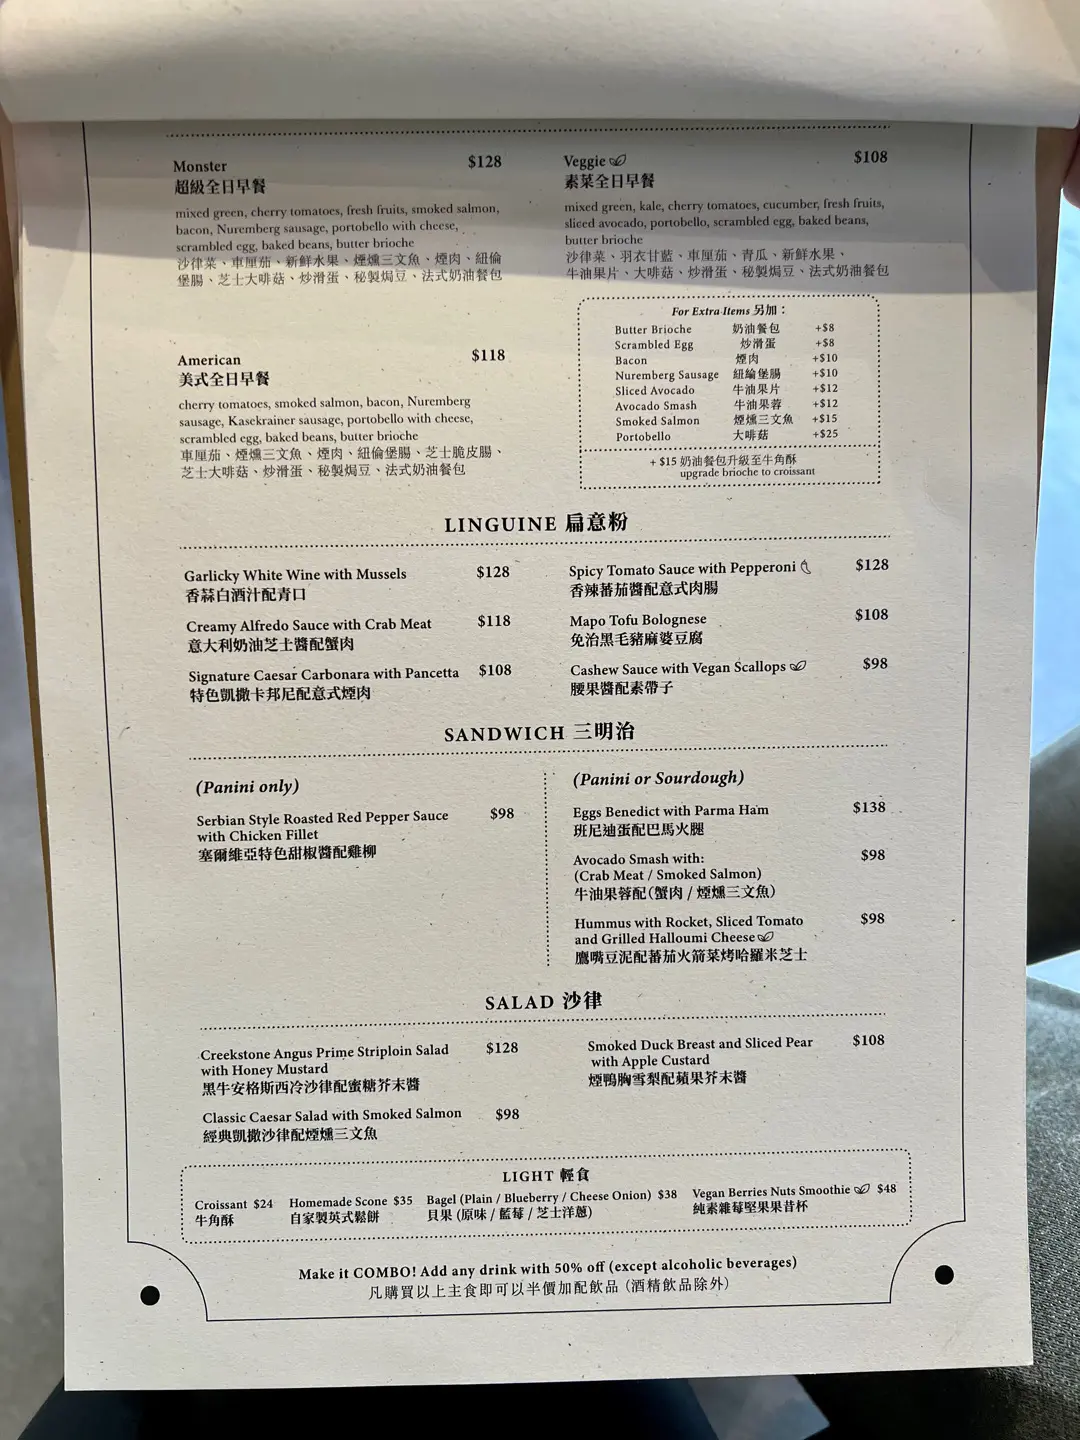 Monster $128
超級全日早餐
mixed green, cherry tomatoes, fresh fruits, smoked salmon,
bacon, Nuremberg sausage, portobello with cheese,
scrambled egg, baked beans, butter brioche
沙律菜、車厘茄、新鮮水果、煙燻三文魚、煙肉、紐倫
堡腸、芝士大啡菇、炒滑蛋、秘製焗豆、法式奶油餐包
Veggie $108
素菜全日早餐
mixed green, kale, cherry tomatoes, cucumber, fresh fruits,
sliced avocado, portobello, scrambled egg, baked beans,
butter brioche
沙律菜、羽衣甘藍、車厘茄、青瓜、新鮮水果、
牛油果片、大啡菇、炒滑蛋、秘製焗豆、法式奶油餐包
American $118
美式全日早餐
cherry tomatoes, smoked salmon, bacon, Nuremberg
sausage, Kasekrainer sausage, portobello with cheese,
scrambled egg, baked beans, butter brioche
車厘茄、煙燻三文魚、煙肉、紐倫堡腸、芝士脆皮腸、
芝士大啡菇、炒滑蛋、秘製焗豆、法式奶油餐包
For Extra Items 另加：
Butter Brioche 奶油餐包 +$8
Scrambled Egg 炒滑蛋 +$8
Bacon 煙肉 +$10
Nuremberg Sausage 紐綸堡腸 +$10
Sliced Avocado 牛油果片 +$12
Avocado Smash 牛油果蓉 +$12
Smoked Salmon 煙燻三文魚 +$15
Portobello 大啡菇 +$25
+ $15 奶油餐包升級至牛角酥
upgrade brioche to croissant
LINGUINE 扁意粉
Garlicky White Wine with Mussels $128
香蒜白酒汁配青口
Creamy Alfredo Sauce with Crab Meat $118
意大利奶油芝士醬配蟹肉
Signature Caesar Carbonara with Pancetta $108
特色凱撒卡邦尼配意式煙肉
Spicy Tomato Sauce with Pepperoni $128
香辣蕃茄醬配意式肉腸
Mapo Tofu Bolognese $108
免治黑毛豬麻婆豆腐
Cashew Sauce with Vegan Scallops $98
腰果醬配素帶子
SANDWICH 三明治
(Panini only)
Serbian Style Roasted Red Pepper Sauce $98
with Chicken Fillet
塞爾維亞特色甜椒醬配雞柳
(Panini or Sourdough)
Eggs Benedict with Parma Ham $138
班尼迪蛋配巴馬火腿
Avocado Smash with: $98
(Crab Meat / Smoked Salmon)
牛油果蓉配(蟹肉 / 煙燻三文魚)
Hummus with Rocket, Sliced Tomato $98
and Grilled Halloumi Cheese
鷹嘴豆泥配蕃茄火箭菜烤哈羅米芝士
SALAD 沙律
Creekstone Angus Prime Striploin Salad $128
with Honey Mustard
黑牛安格斯西冷沙律配蜜糖芥末醬
Classic Caesar Salad with Smoked Salmon $98
經典凱撒沙律配煙燻三文魚
Smoked Duck Breast and Sliced Pear $108
with Apple Custard
煙鴨胸雪梨配蘋果芥末醬
LIGHT 輕食
Croissant $24 Homemade Scone $35 Bagel (Plain / Blueberry / Cheese Onion) $38 Vegan Berries Nuts Smoothie $48
牛角酥 自家製英式鬆餅 貝果 (原味 / 藍莓 / 芝士洋蔥) 純素雜莓堅果果昔杯
Make it COMBO! Add any drink with 50% off (except alcoholic beverages)
凡購買以上主食即可以半價加配飲品 (酒精飲品除外)